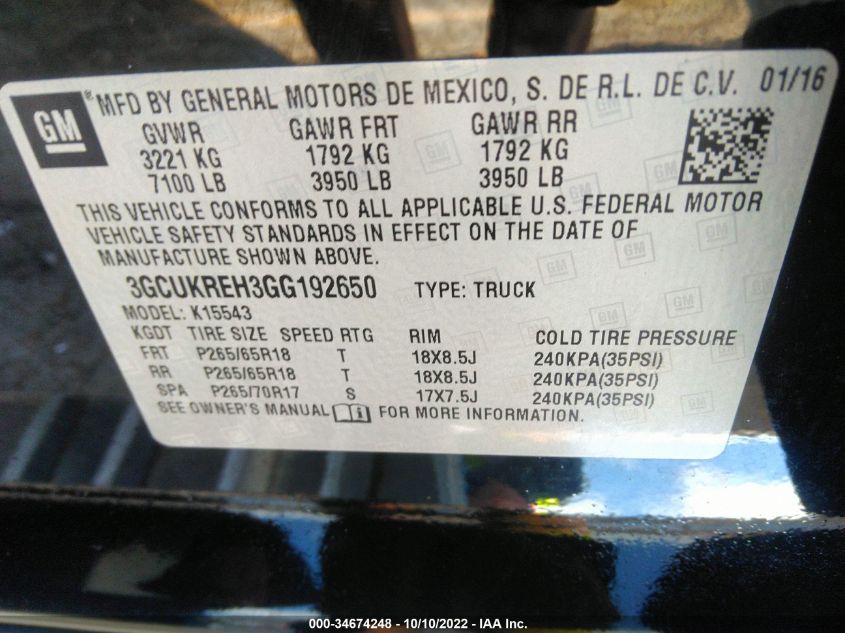 GM ® MFD BY GENERAL MOTORS DE MEXICO, S. DE R.L. DE C.V. 01/16
GVWR GAWR FRT GAWR RR
3221 KG 1792 KG 1792 KG
7100 LB 3950 LB 3950 LB
THIS VEHICLE CONFORMS TO ALL APPLICABLE U.S. FEDERAL MOTOR
VEHICLE SAFETY STANDARDS IN EFFECT ON THE DATE OF
MANUFACTURE SHOWN ABOVE.
3GCUKREH3GG192650 TYPE: TRUCK
MODEL: K15543
KGDT TIRE SIZE SPEED RTG RIM COLD TIRE PRESSURE
FRT P265/65R18 T 18X8.5J 240KPA(35PSI)
RR P265/65R18 T 18X8.5J 240KPA(35PSI)
SPA P265/70R17 S 17X7.5J 240KPA(35PSI)
SEE OWNER'S MANUAL i FOR MORE INFORMATION.
000-34674248 - 10/10/2022 - IAA Inc.